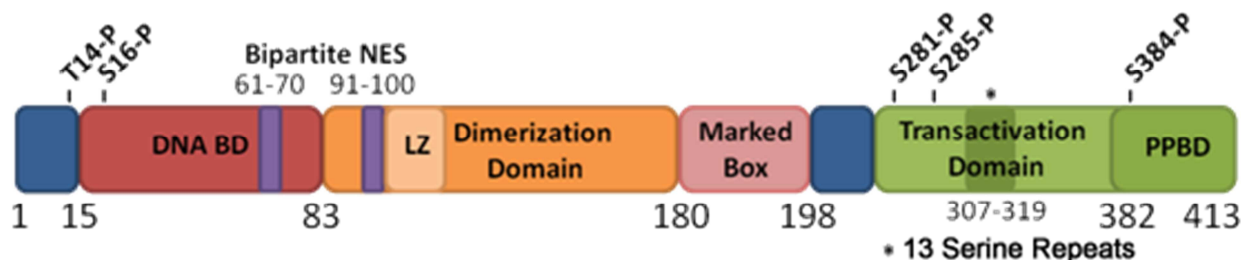 T14-P S16-P S281-P S285-P S384-P
Bipartite NES
61-70 91-100
*
DNA BD LZ Dimerization Domain Marked Box Transactivation Domain PPBD
307-319
1 15 83 180 198 382 413
* 13 Serine Repeats